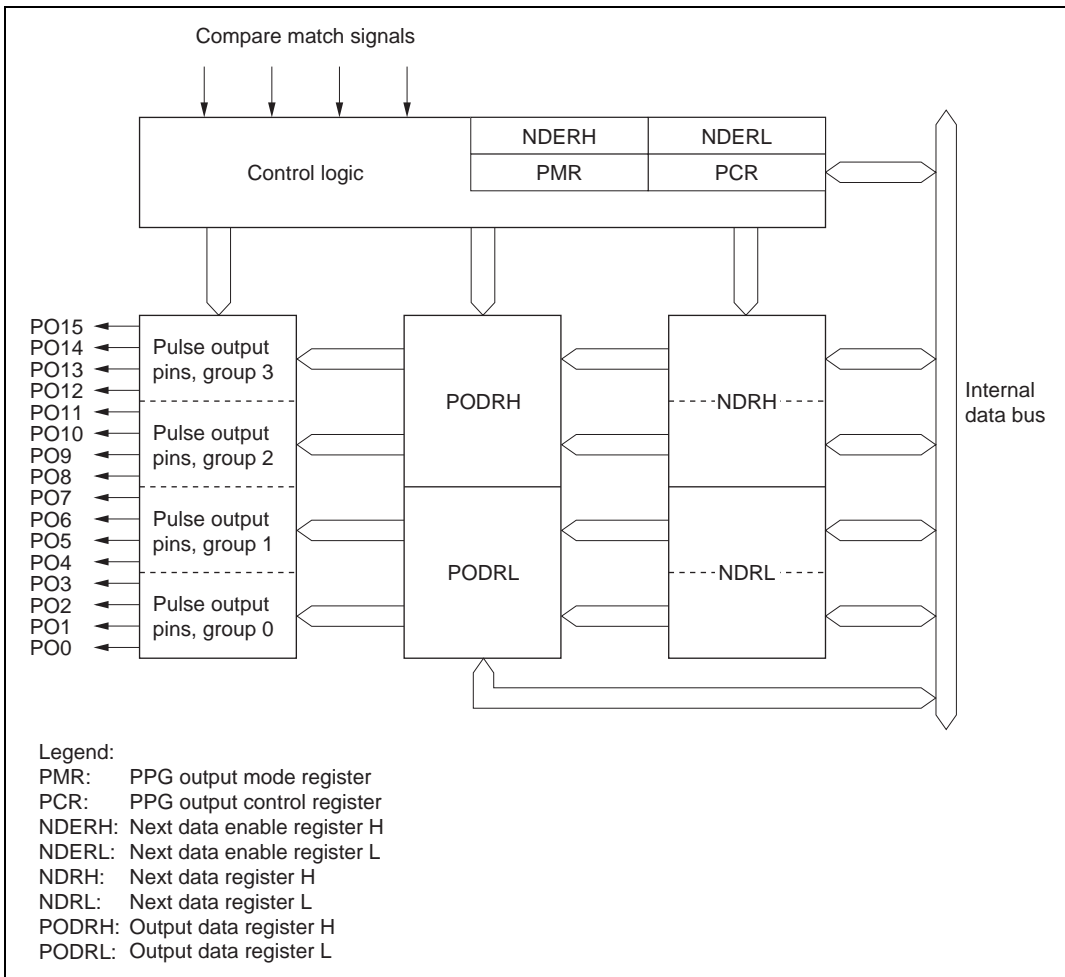 Compare match signals
Control logic
NDERH
NDERL
PMR
PCR
PO15
PO14
PO13
PO12
PO11
PO10
PO9
PO8
PO7
PO6
PO5
PO4
PO3
PO2
PO1
PO0
Pulse output
pins, group 3
Pulse output
pins, group 2
Pulse output
pins, group 1
Pulse output
pins, group 0
PODRH
PODRL
NDRH
NDRL
Internal
data bus
Legend:
PMR: PPG output mode register
PCR: PPG output control register
NDERH: Next data enable register H
NDERL: Next data enable register L
NDRH: Next data register H
NDRL: Next data register L
PODRH: Output data register H
PODRL: Output data register L